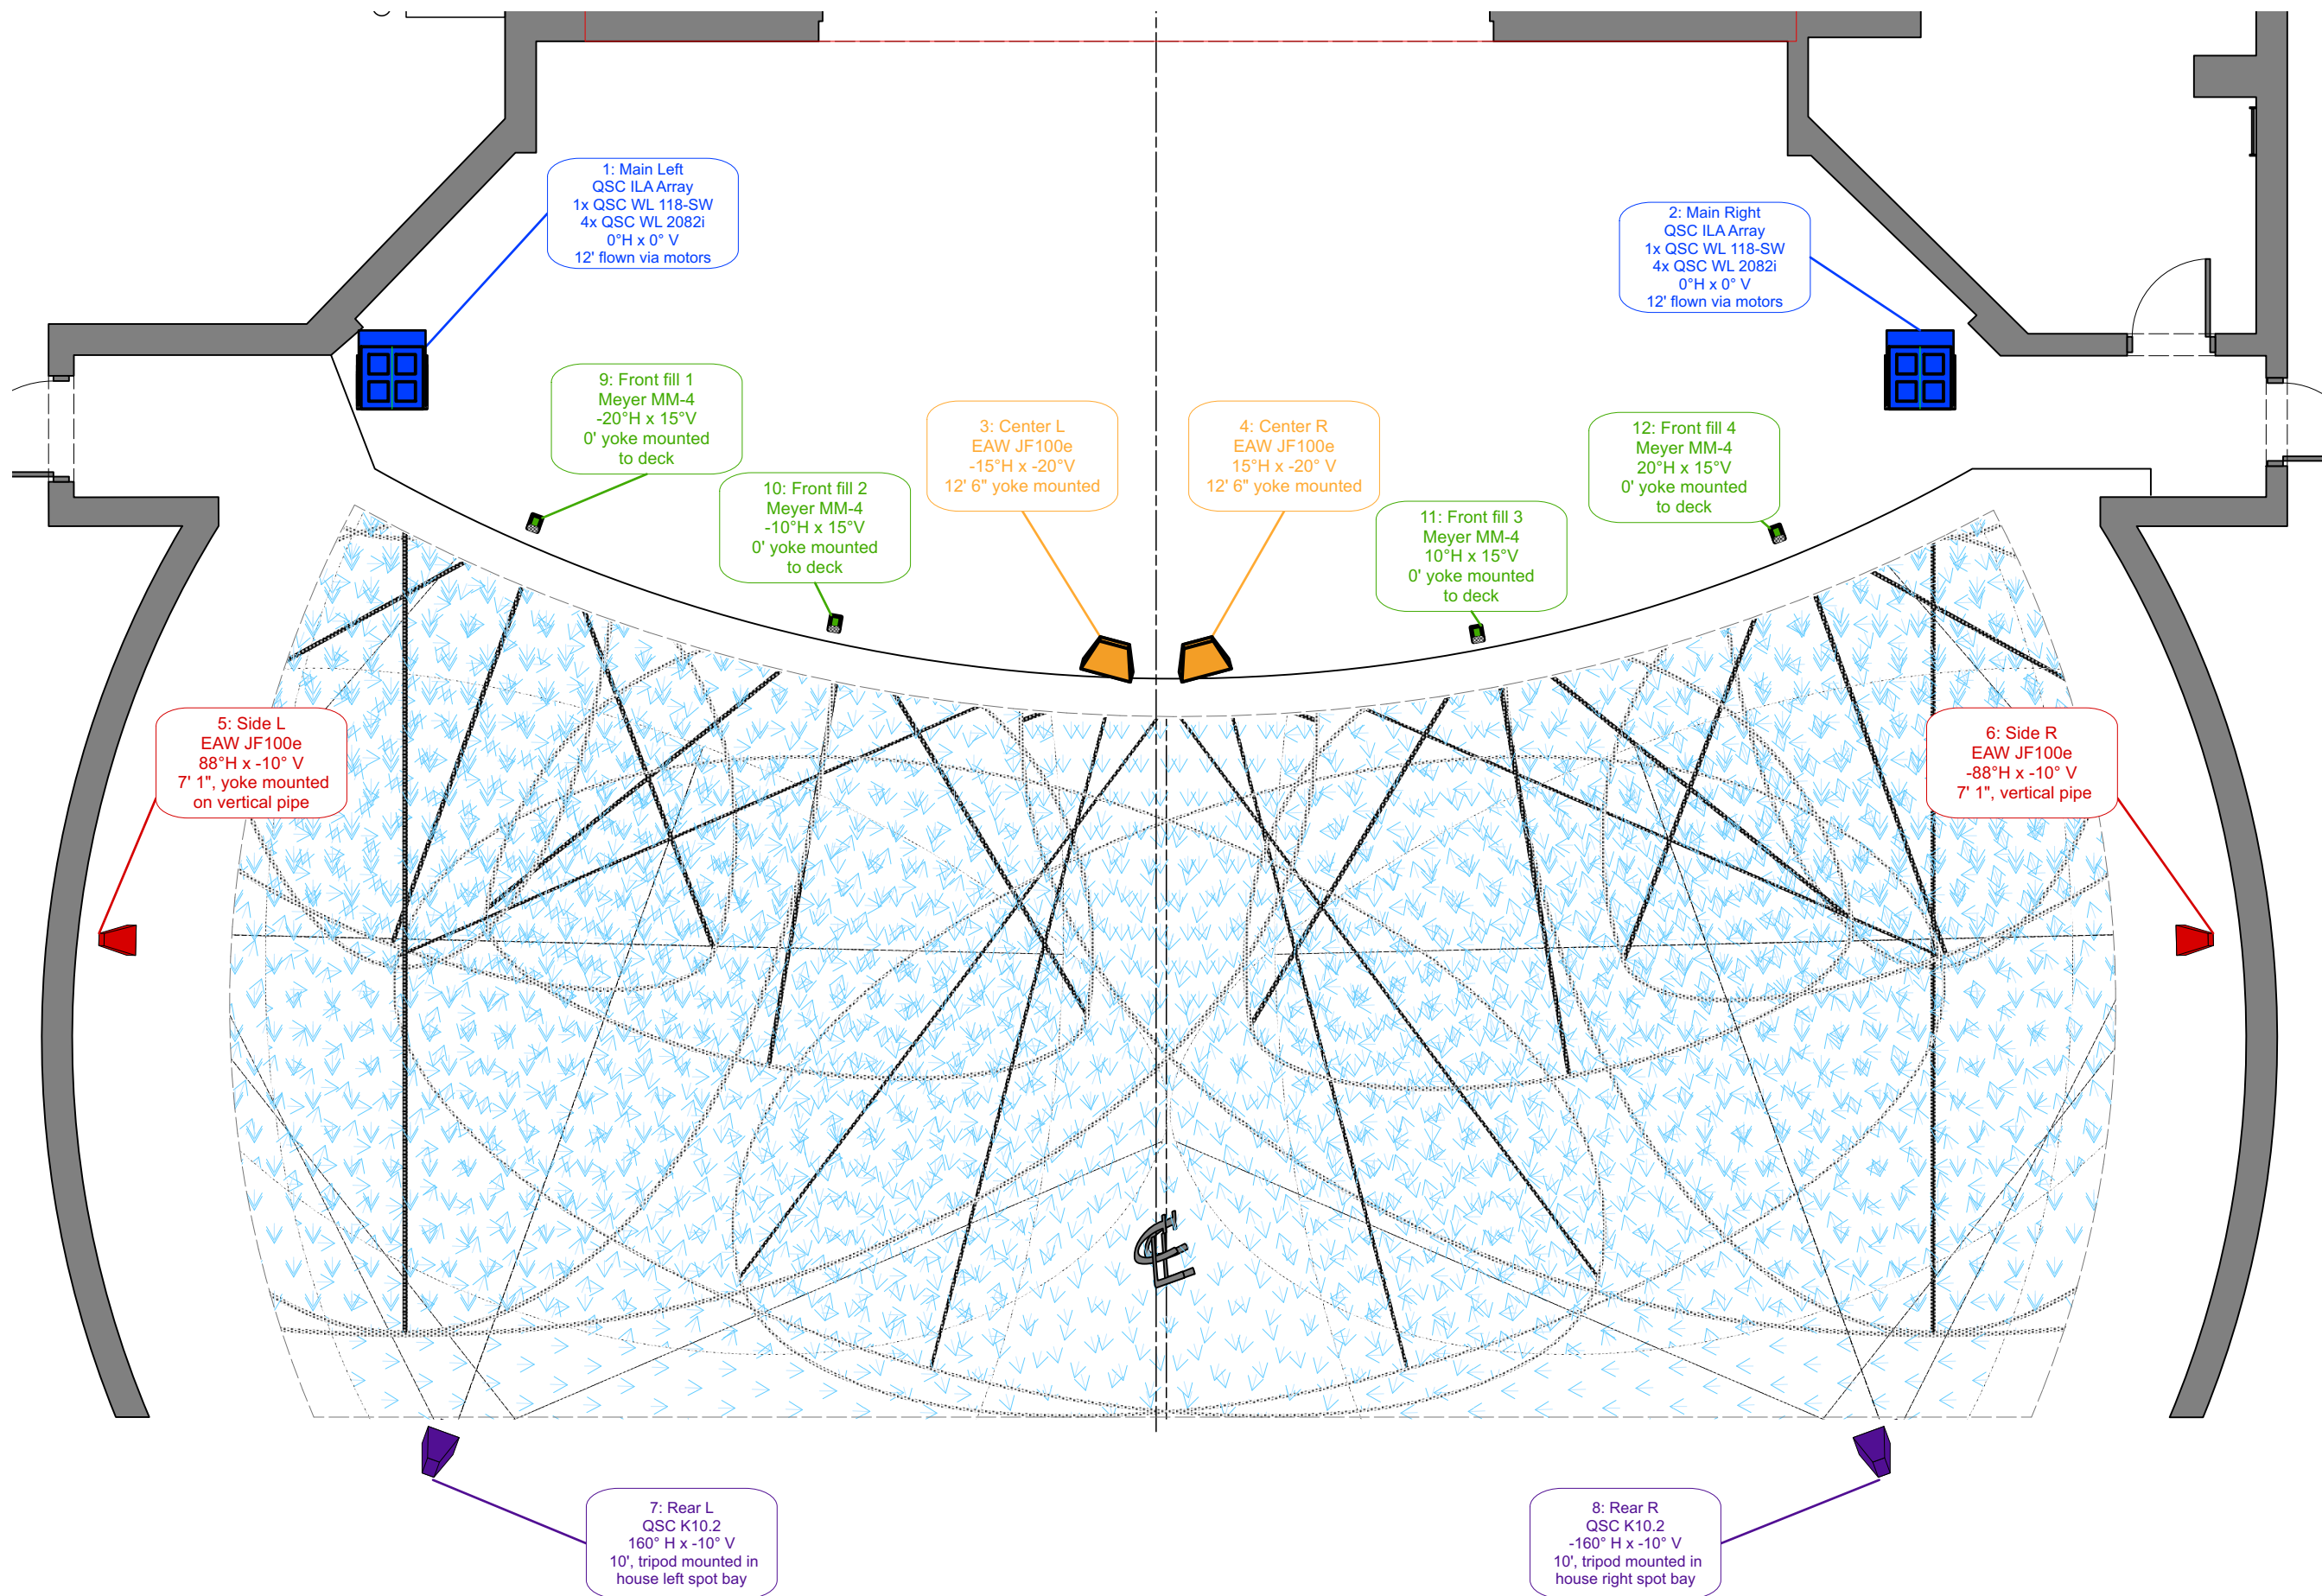 1: Main Left
QSC ILA Array
1x QSC WL 118-SW
4x QSC WL 2082i
0°H x 0° V
12' flown via motors
2: Main Right
QSC ILA Array
1x QSC WL 118-SW
4x QSC WL 2082i
0°H x 0° V
12' flown via motors
9: Front fill 1
Meyer MM-4
-20°H x 15°V
0' yoke mounted
to deck
10: Front fill 2
Meyer MM-4
-10°H x 15°V
0' yoke mounted
to deck
3: Center L
EAW JF100e
-15°H x -20°V
12' 6" yoke mounted
4: Center R
EAW JF100e
15°H x -20° V
12' 6" yoke mounted
11: Front fill 3
Meyer MM-4
10°H x 15°V
0' yoke mounted
to deck
12: Front fill 4
Meyer MM-4
20°H x 15°V
0' yoke mounted
to deck
5: Side L
EAW JF100e
88°H x -10° V
7' 1", yoke mounted
on vertical pipe
6: Side R
EAW JF100e
-88°H x -10° V
7' 1", vertical pipe
7: Rear L
QSC K10.2
160° H x -10° V
10', tripod mounted in
house left spot bay
8: Rear R
QSC K10.2
-160° H x -10° V
10', tripod mounted in
house right spot bay